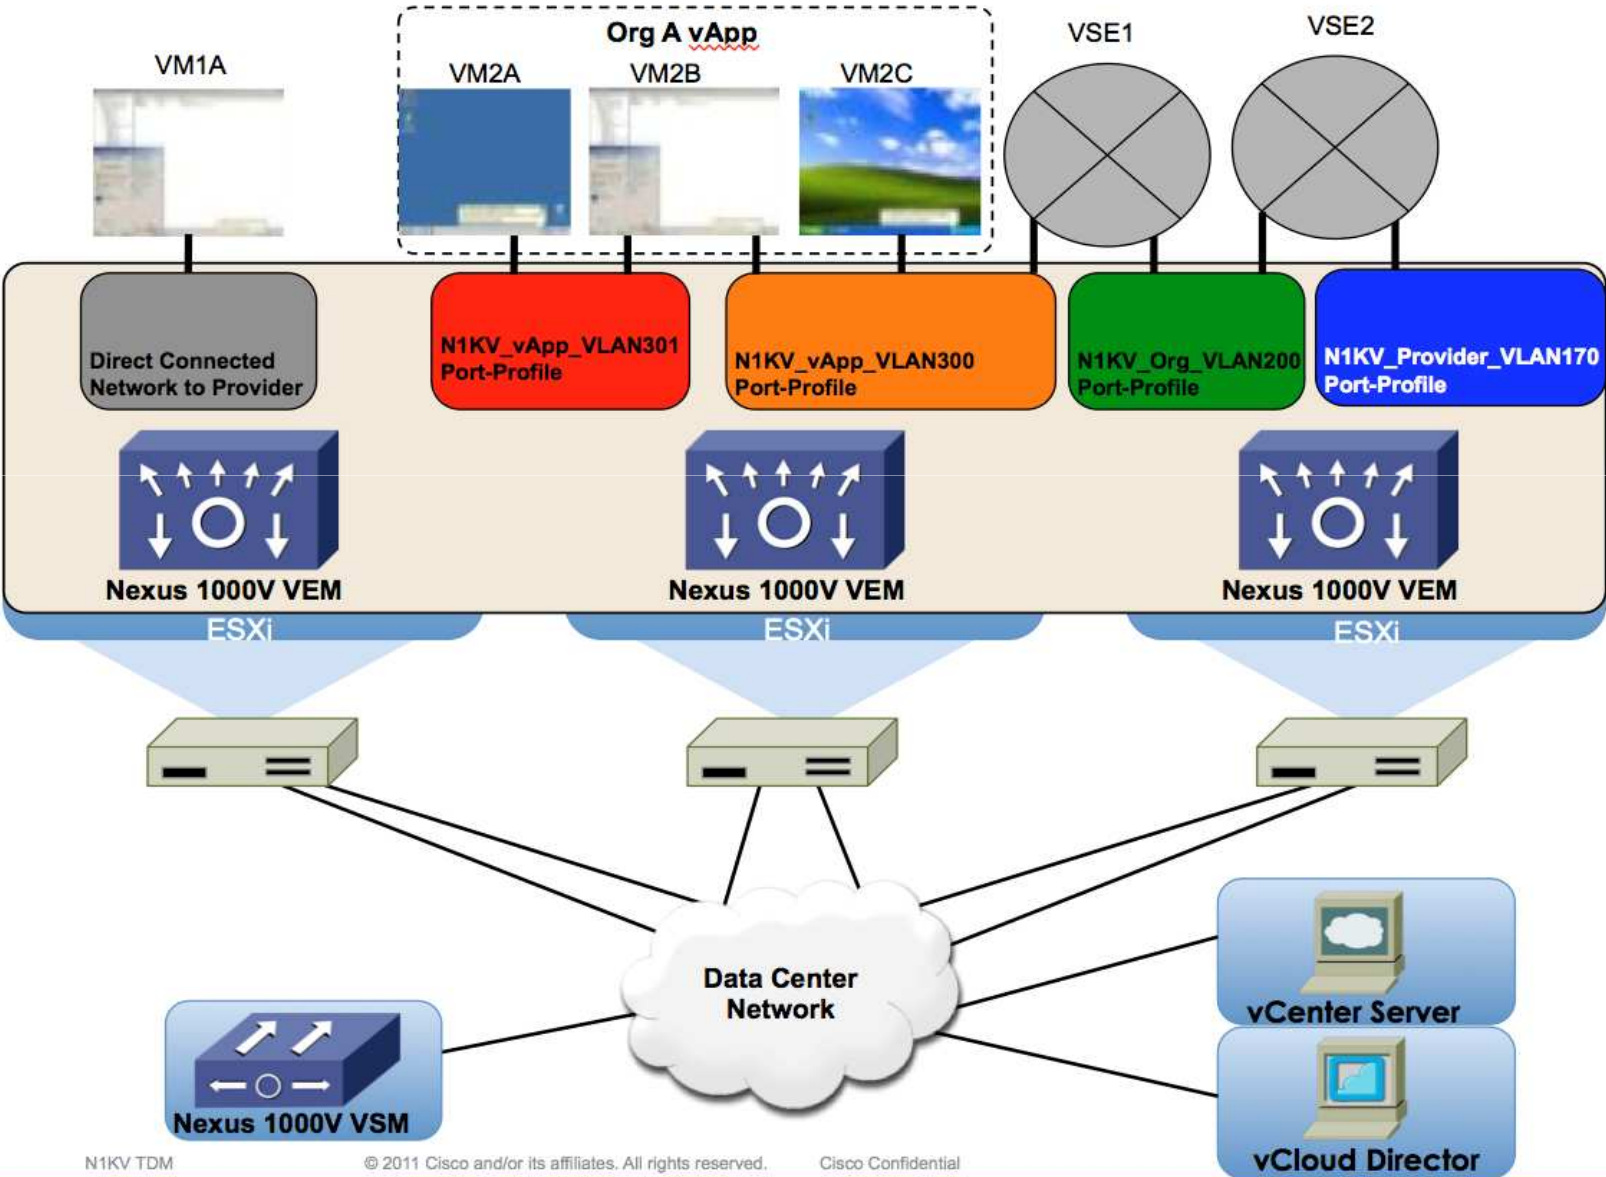 Org A vApp
VSE1
VSE2
VM1A
VM2A
VM2B
VM2C
Direct Connected
Network to Provider
N1KV_vApp_VLAN301
Port-Profile
N1KV_vApp_VLAN300
Port-Profile
N1KV_Org_VLAN200
Port-Profile
N1KV_Provider_VLAN170
Port-Profile
Nexus 1000V VEM
Nexus 1000V VEM
Nexus 1000V VEM
ESXi
ESXi
ESXi
Data Center
Network
vCenter Server
Nexus 1000V VSM
vCloud Director
N1KV TDM
© 2011 Cisco and/or its affiliates. All rights reserved.
Cisco Confidential